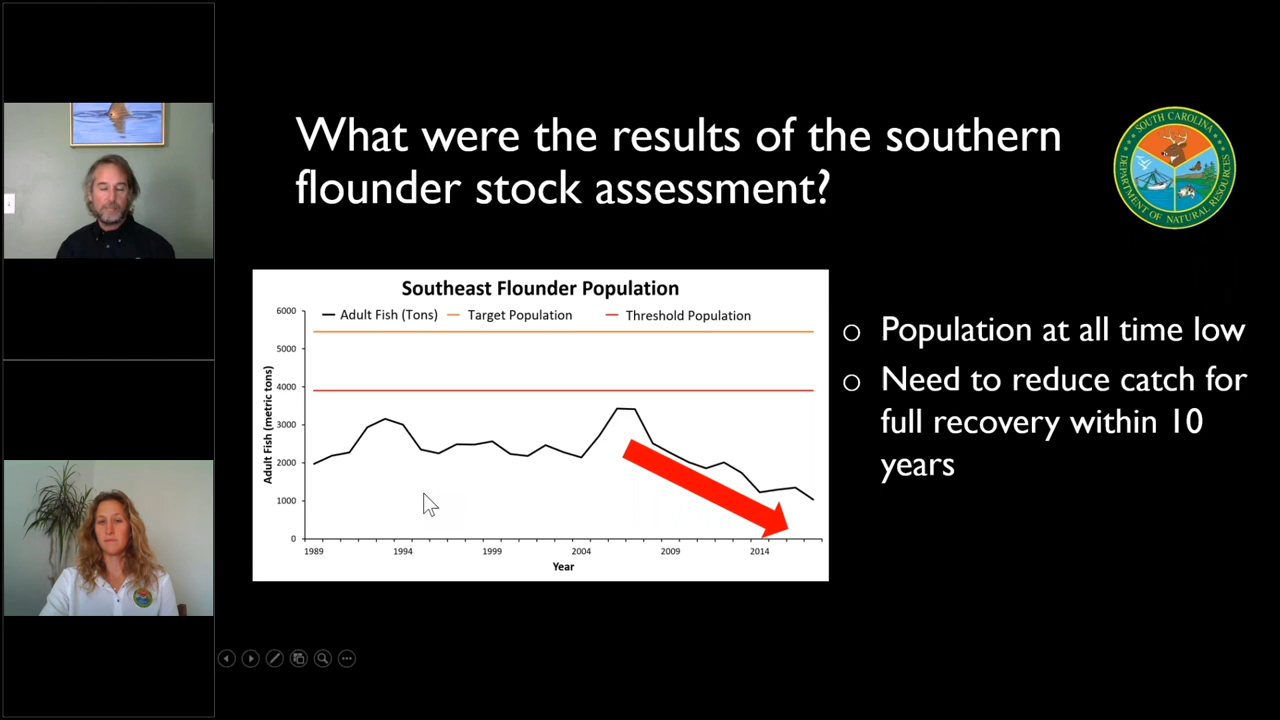 What were the results of the southern
flounder stock assessment?
SOUTH CAROLINA
DEPARTMENT OF NATURAL RESOURCES
Southeast Flounder Population
Adult Fish (Tons)
Target Population
Threshold Population
Adult Fish (metric tons)
6000
5000
4000
3000
2000
1000
0
1989
1994
1999
2004
2009
2014
Year
Population at all time low
Need to reduce catch for
full recovery within 10
years